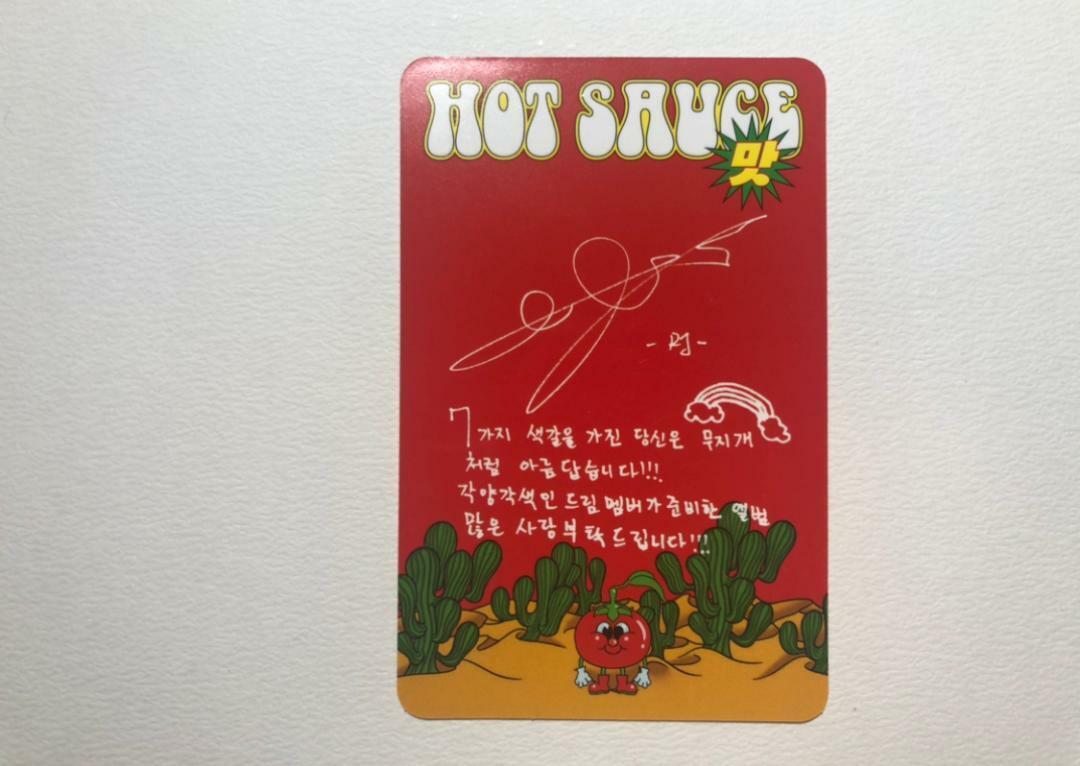 HOT SAUCE
맛
- RJ -
7가지 색깔을 가진 당신은 무지개
처럼 아름답습니다!!!
각양각색인 드림 멤버가 준비한 앨범
많은 사랑 부탁드립니다!!!